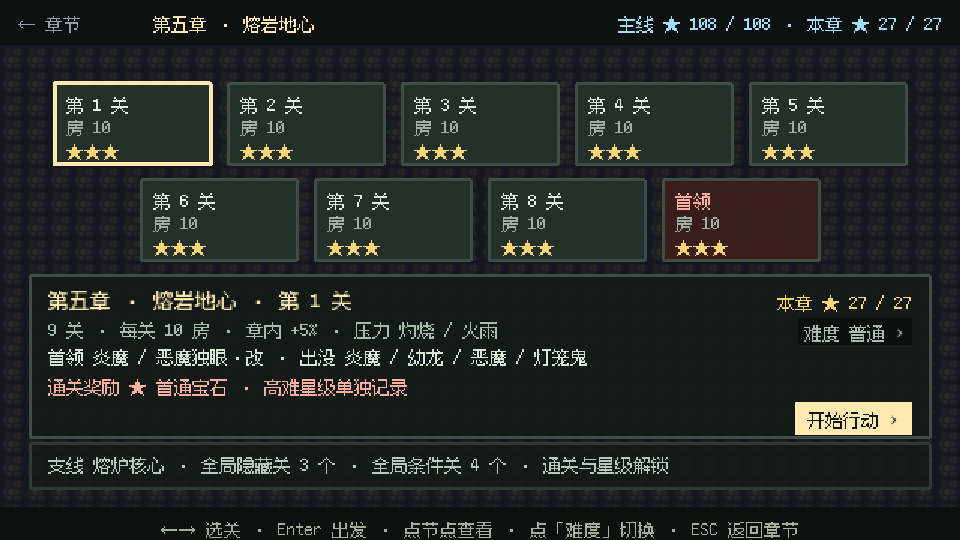 ← 章节
第五章 · 熔岩地心
主线 ★ 108 / 108 · 本章 ★ 27 / 27
第 1 关
房 10
★★★
第 2 关
房 10
★★★
第 3 关
房 10
★★★
第 4 关
房 10
★★★
第 5 关
房 10
★★★
第 6 关
房 10
★★★
第 7 关
房 10
★★★
第 8 关
房 10
★★★
首领
房 10
★★★
第五章 · 熔岩地心 · 第 1 关
本章 ★ 27 / 27
9 关 · 每关 10 房 · 章内 +5% · 压力 灼烧 / 火雨
难度 普通 ›
首领 炎魔 / 恶魔独眼·改 · 出没 炎魔 / 幼龙 / 恶魔 / 灯笼鬼
通关奖励 ★ 首通宝石 · 高难星级单独记录
开始行动 ›
支线 熔炉核心 · 全局隐藏关 3 个 · 全局条件关 4 个 · 通关与星级解锁
←→ 选关 · Enter 出发 · 点节点查看 · 点「难度」切换 · ESC 返回章节